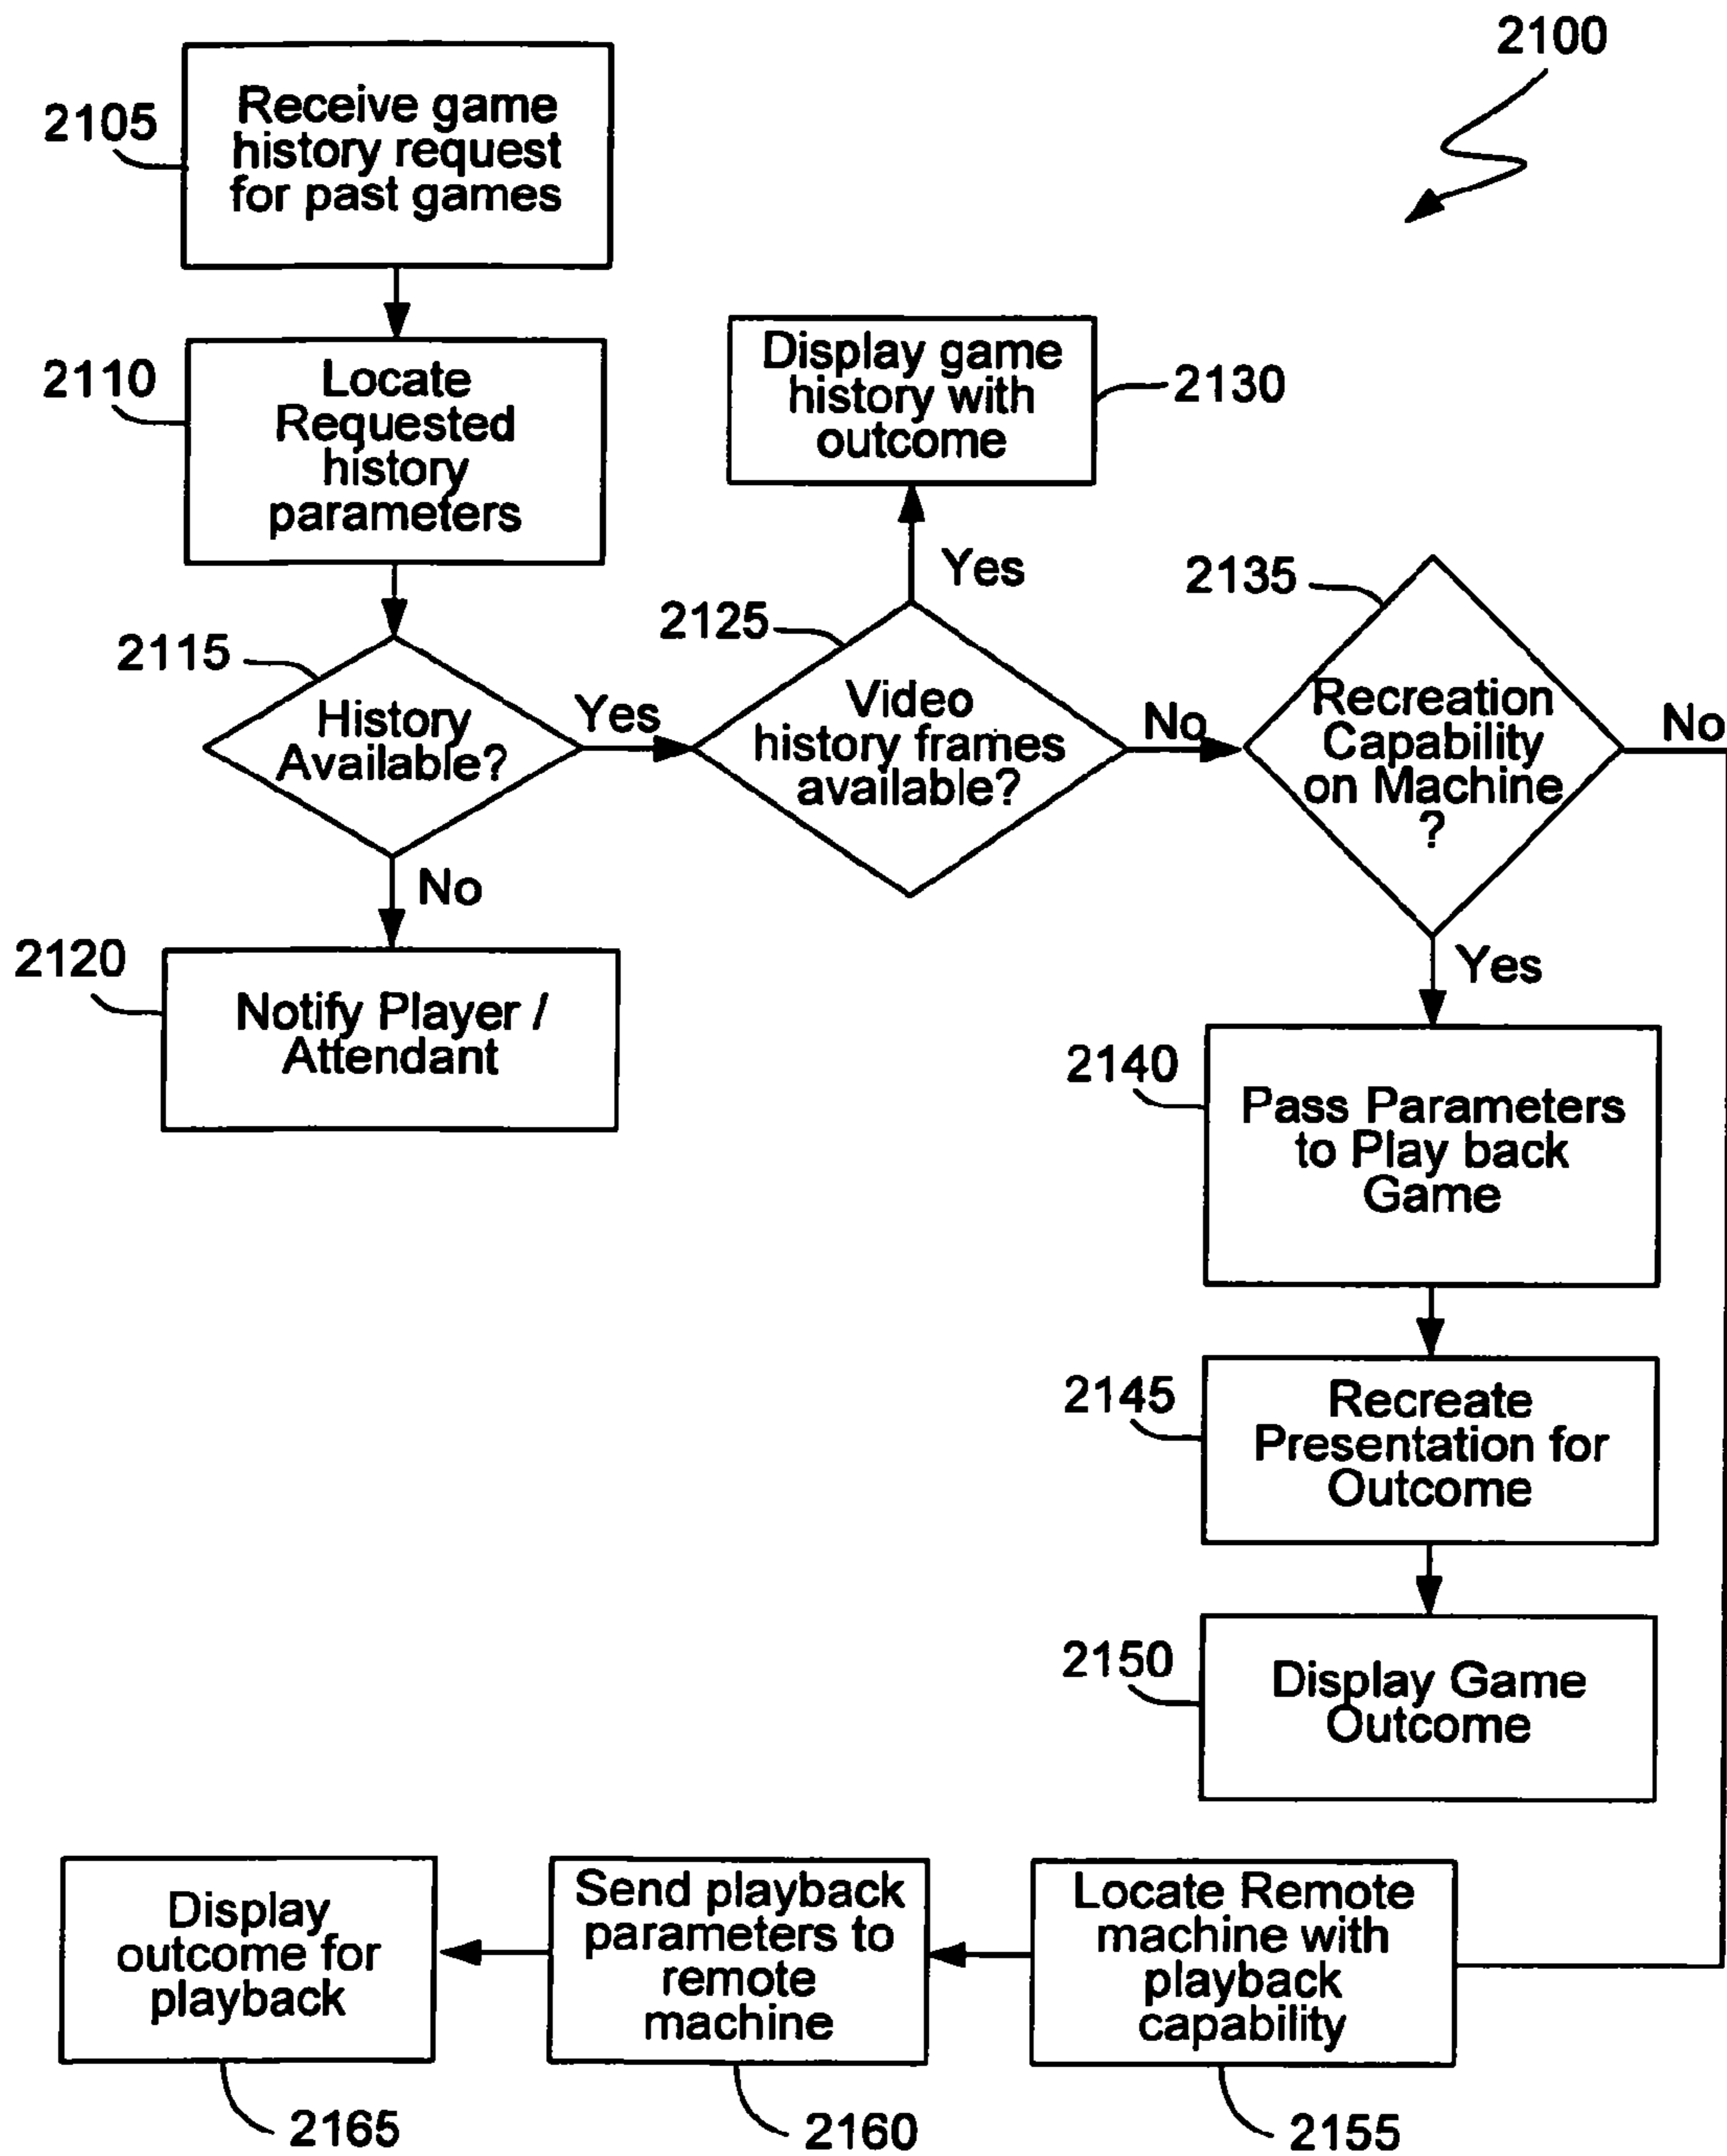 2100
2105
Receive game
history request
for past games
2110
Locate
Requested
history
parameters
2115
History
Available?
Yes
No
2120
Notify Player /
Attendant
2125
Video
history frames
available?
Yes
No
2130
Display game
history with
outcome
2135
Recreation
Capability
on Machine
?
No
Yes
2140
Pass Parameters
to Play back
Game
2145
Recreate
Presentation for
Outcome
2150
Display Game
Outcome
Locate Remote
machine with
playback
capability
2155
Send playback
parameters to
remote
machine
2160
Display
outcome for
playback
2165